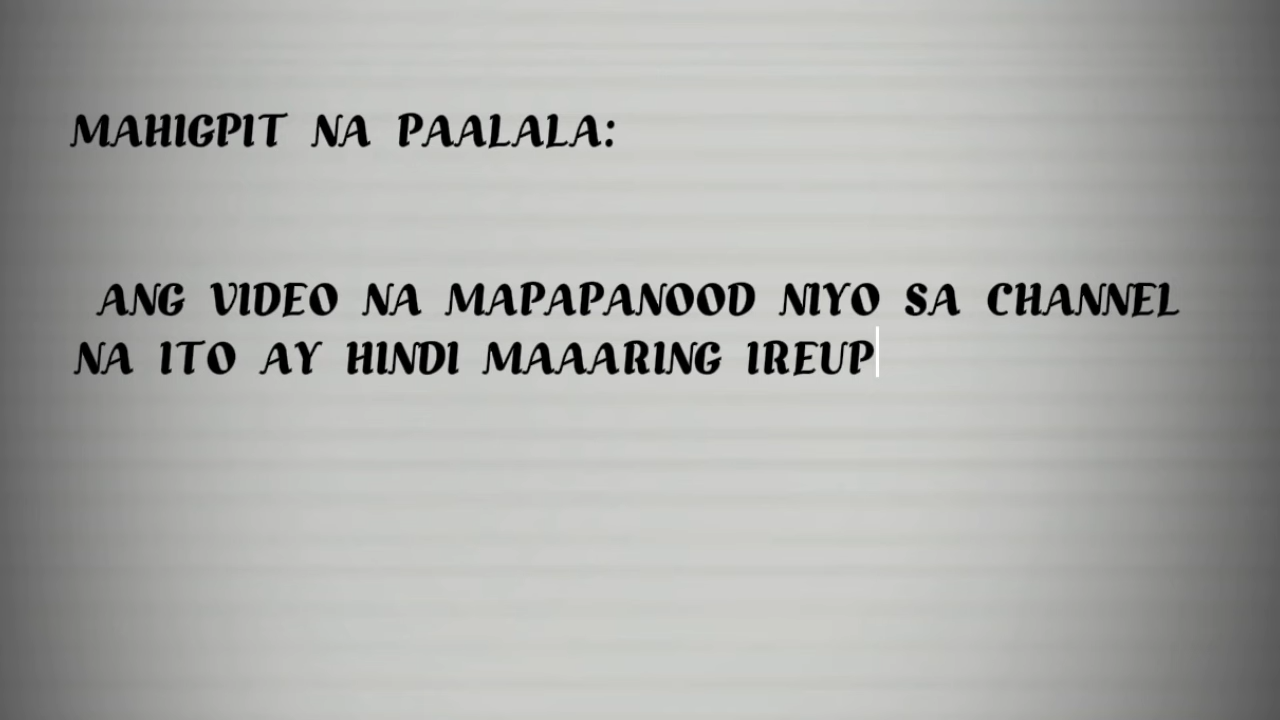 MAHIGPIT NA PAALALA:
ANG VIDEO NA MAPAPANOOD NIYO SA CHANNEL
NA ITO AY HINDI MAAARING IREUP